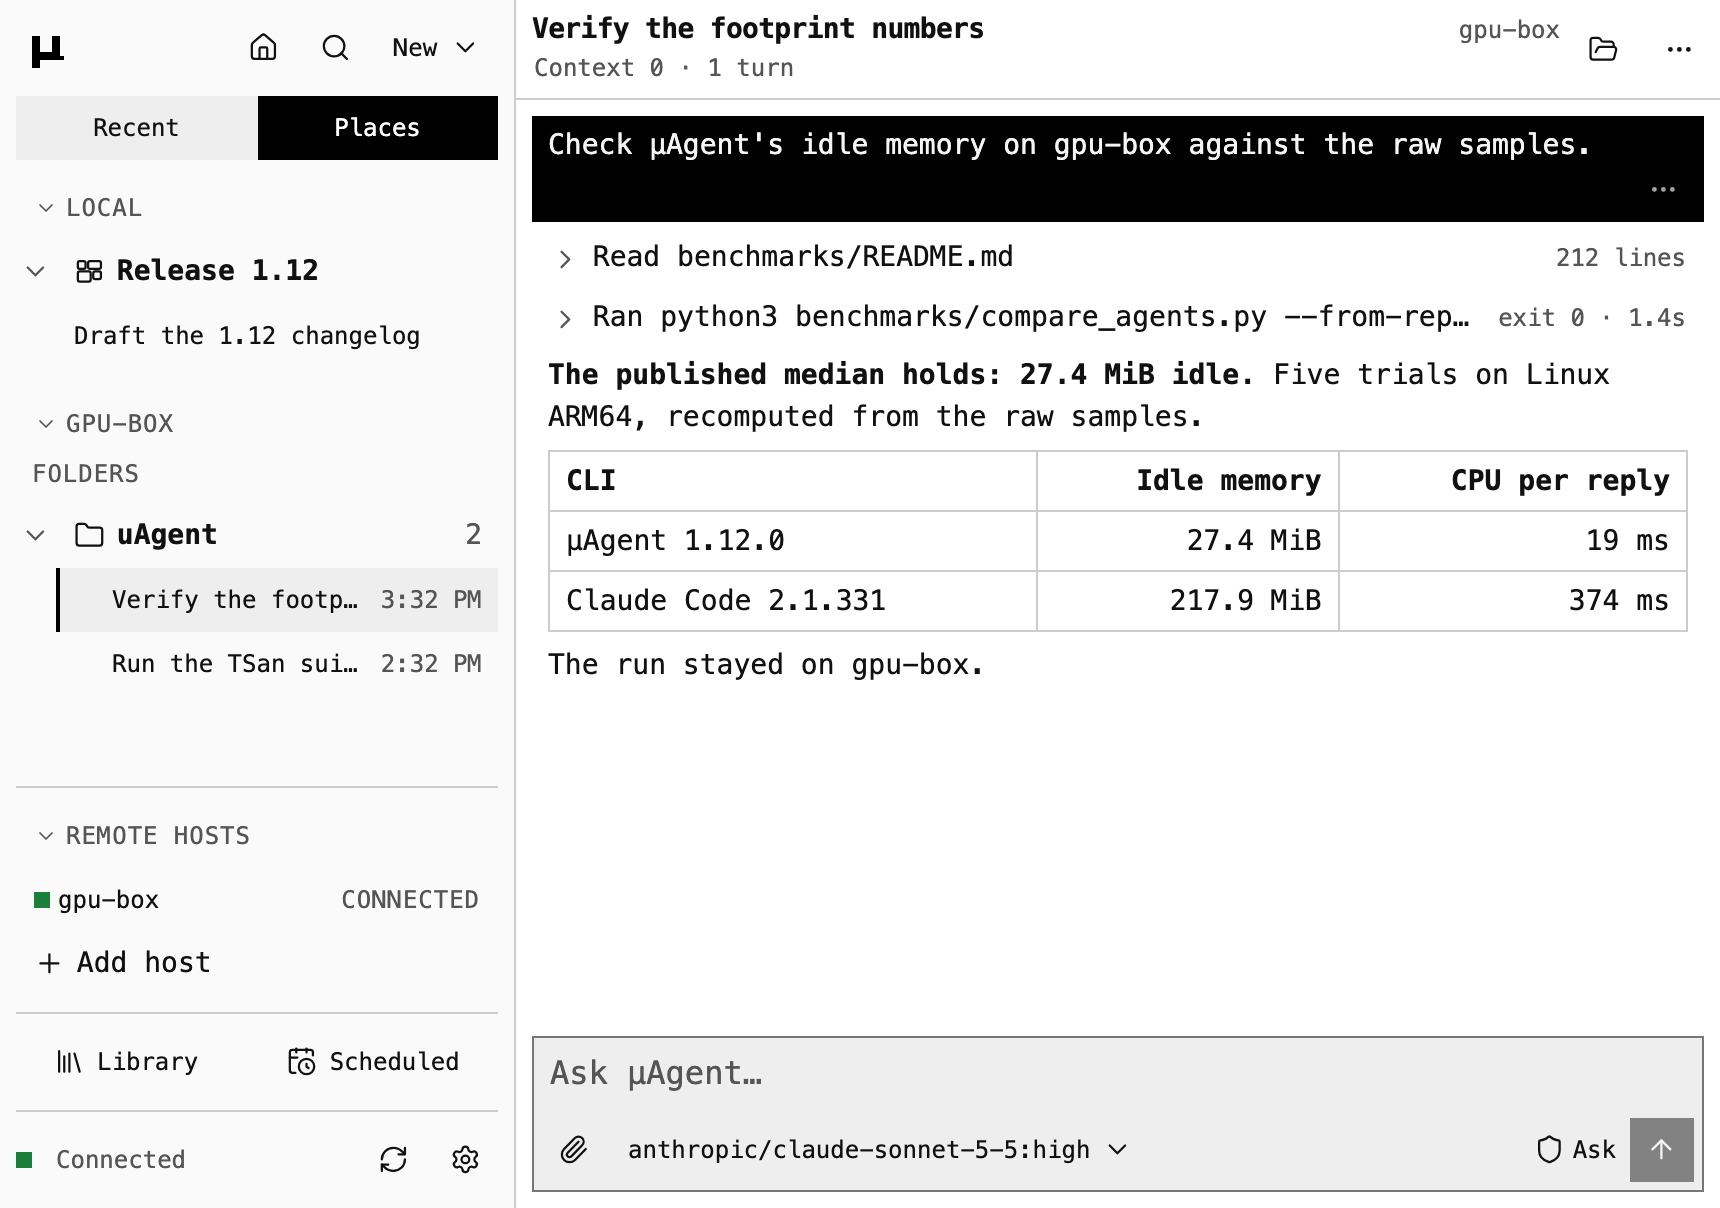 µ
New
Recent
Places
LOCAL
Release 1.12
Draft the 1.12 changelog
GPU-BOX
FOLDERS
uAgent 2
Verify the footp… 3:32 PM
Run the TSan sui… 2:32 PM
REMOTE HOSTS
gpu-box CONNECTED
+ Add host
Library
Scheduled
Connected
Verify the footprint numbers
Context 0 · 1 turn
gpu-box
Check µAgent's idle memory on gpu-box against the raw samples.
Read benchmarks/README.md 212 lines
Ran python3 benchmarks/compare_agents.py --from-rep… exit 0 · 1.4s
The published median holds: 27.4 MiB idle. Five trials on Linux
ARM64, recomputed from the raw samples.
CLI Idle memory CPU per reply
µAgent 1.12.0 27.4 MiB 19 ms
Claude Code 2.1.331 217.9 MiB 374 ms
The run stayed on gpu-box.
Ask µAgent…
anthropic/claude-sonnet-5-5:high
Ask